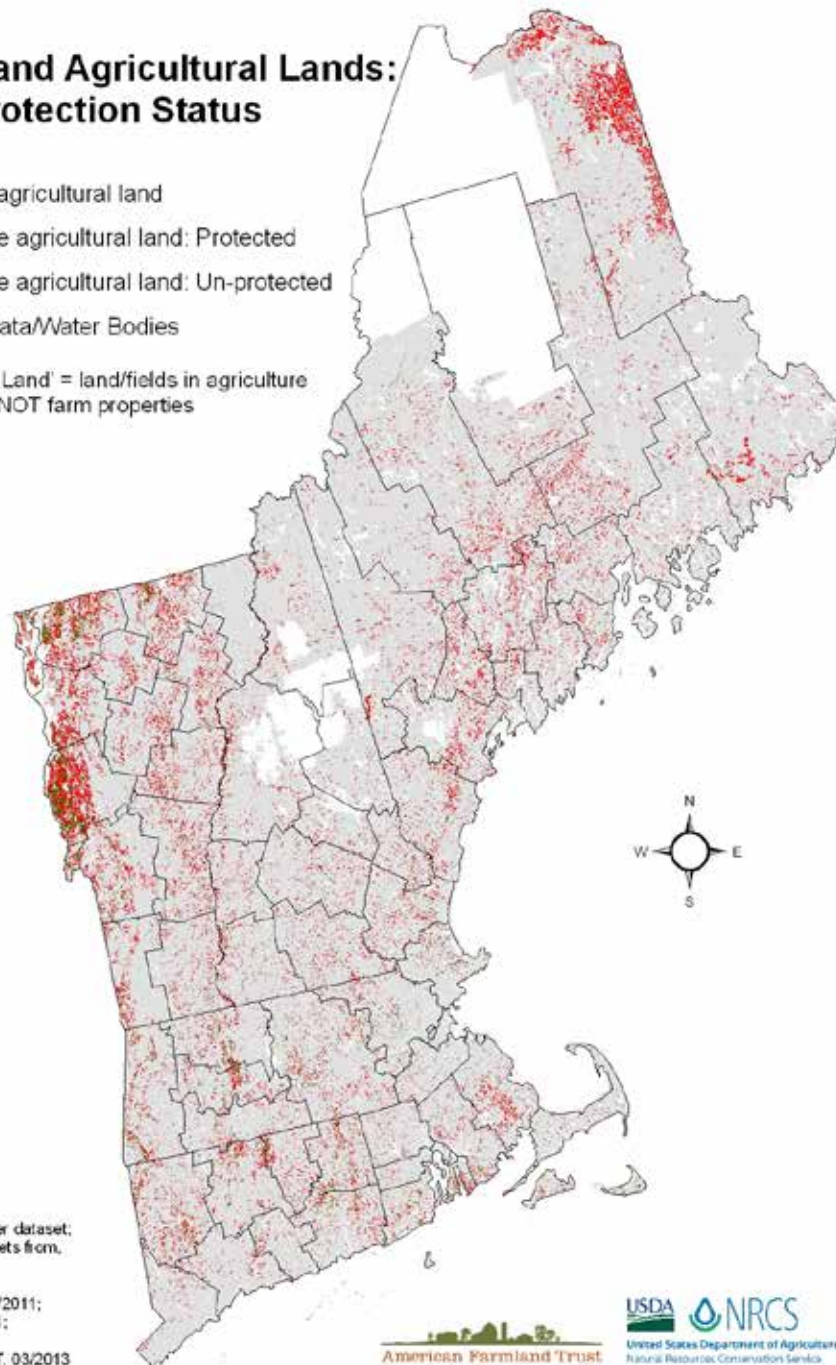 and Agricultural Lands:
rotection Status
agricultural land
e agricultural land: Protected
e agricultural land: Un-protected
ata/Water Bodies
Land' = land/fields in agriculture
NOT farm properties
N
W E
S
er dataset;
ets from,
/2011;
T. 03/2013
American Farmland Trust
USDA NRCS
United States Department of Agriculture
Natural Resources Conservation Service